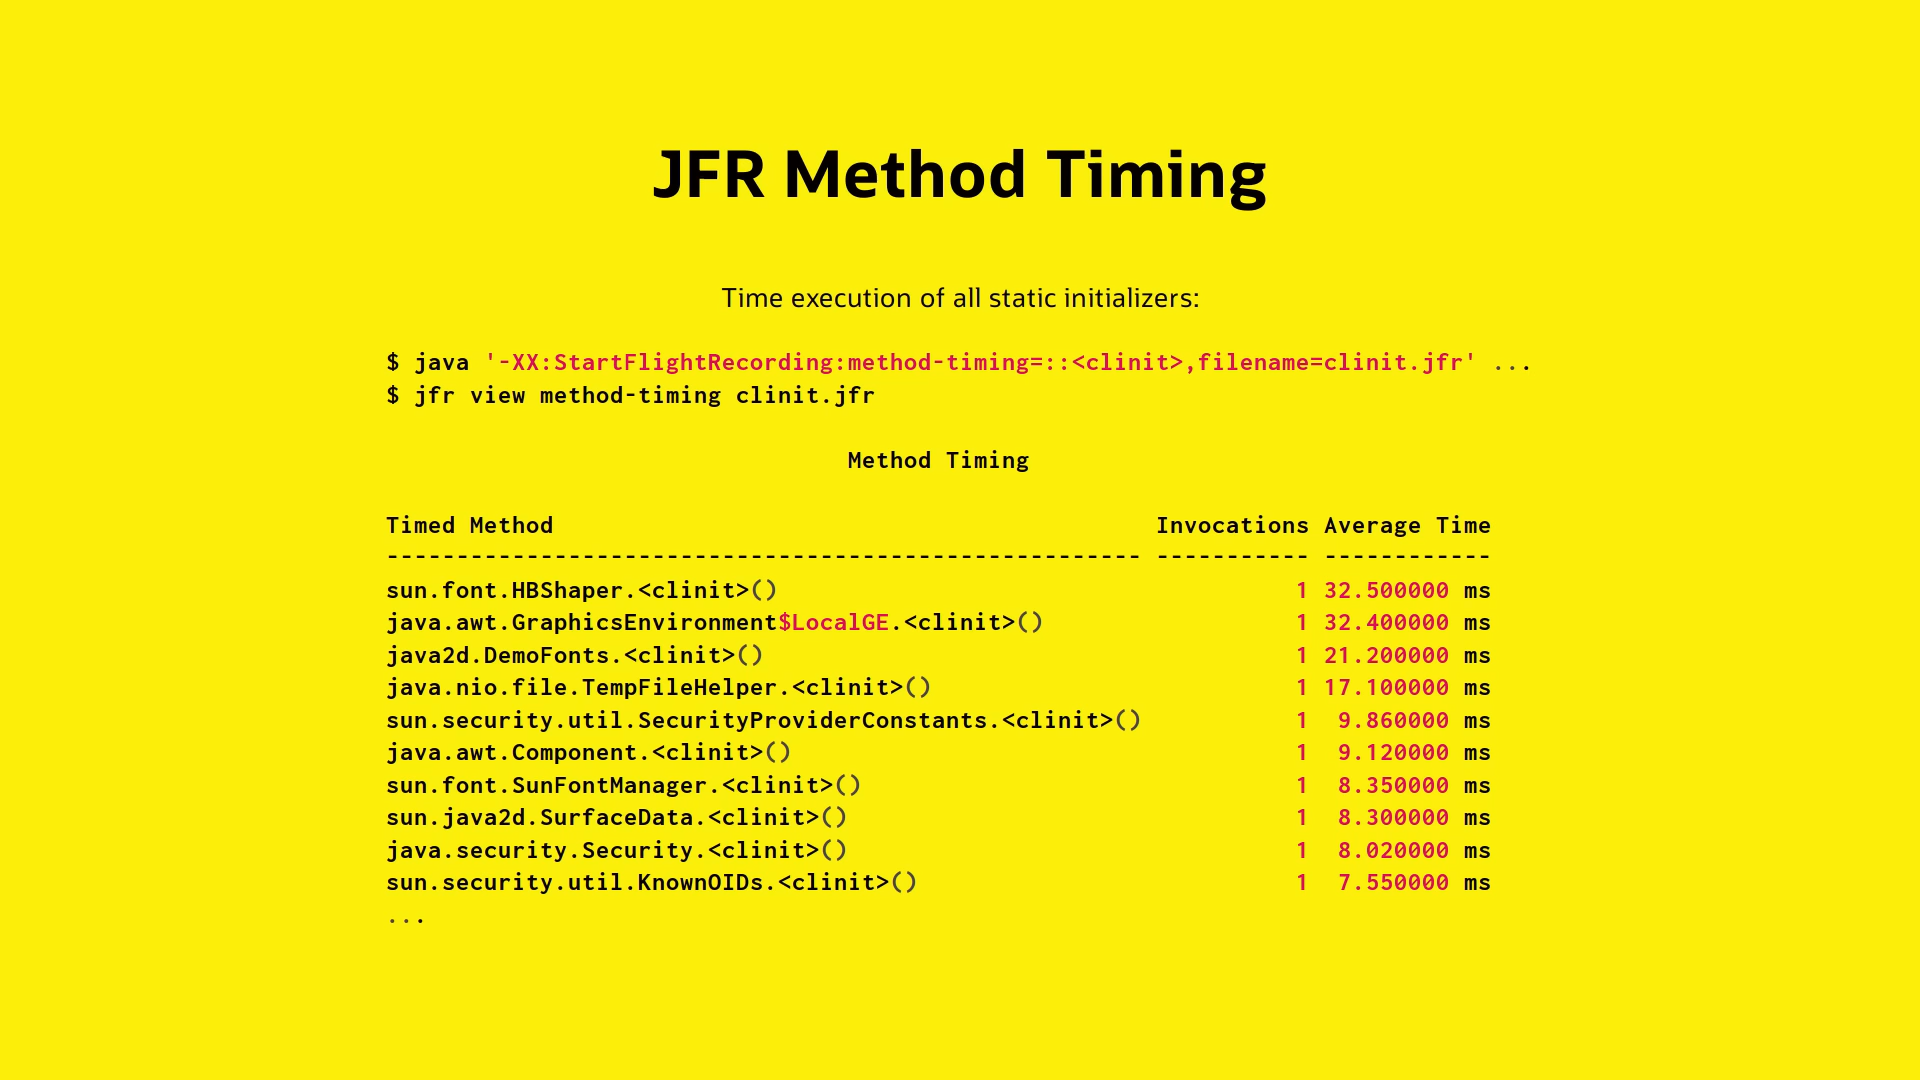 JFR Method Timing
Time execution of all static initializers:
$ java '-XX:StartFlightRecording:method-timing=::<clinit>,filename=clinit.jfr' ...
$ jfr view method-timing clinit.jfr
Method Timing
Timed Method                                           Invocations Average Time
------------------------------------------------------ ----------- ------------
sun.font.HBShaper.<clinit>()                                     1 32.500000 ms
java.awt.GraphicsEnvironment$LocalGE.<clinit>()                  1 32.400000 ms
java2d.DemoFonts.<clinit>()                                      1 21.200000 ms
java.nio.file.TempFileHelper.<clinit>()                          1 17.100000 ms
sun.security.util.SecurityProviderConstants.<clinit>()           1  9.860000 ms
java.awt.Component.<clinit>()                                    1  9.120000 ms
sun.font.SunFontManager.<clinit>()                               1  8.350000 ms
sun.java2d.SurfaceData.<clinit>()                                1  8.300000 ms
java.security.Security.<clinit>()                                1  8.020000 ms
sun.security.util.KnownOIDs.<clinit>()                           1  7.550000 ms
...